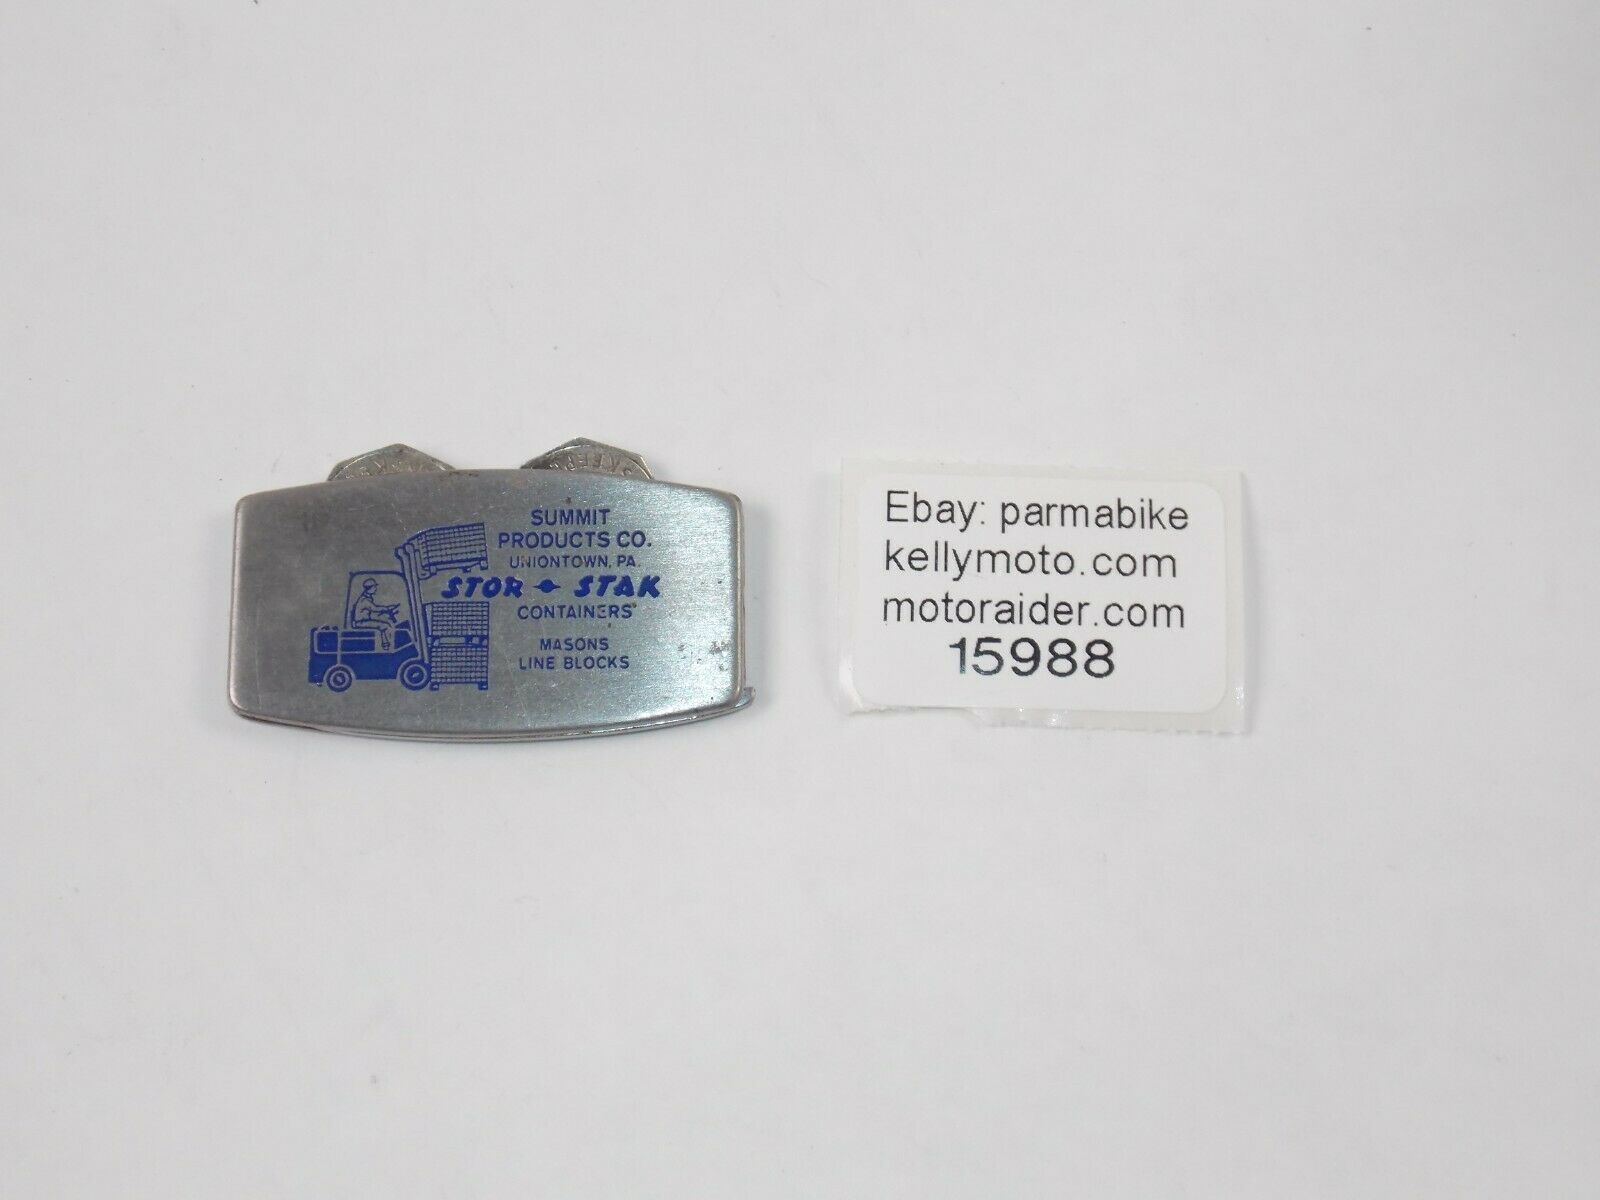 SUMMIT
PRODUCTS CO.
UNIONTOWN, PA.
STOR STAK
CONTAINERS
MASONS
LINE BLOCKS
Ebay: parmabike
kellymoto.com
motoraider.com
15988